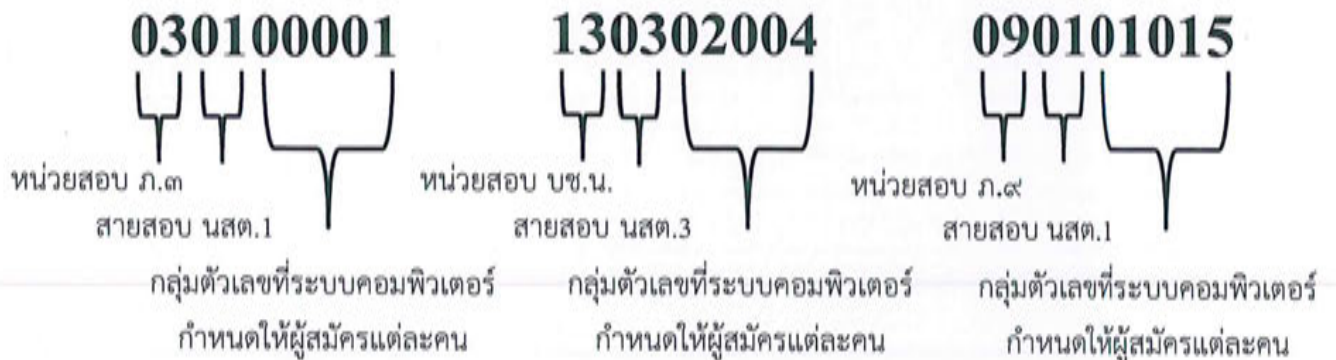 030100001 130302004 090101015
หน่วยสอบ ภ.๓ หน่วยสอบ บช.น. หน่วยสอบ ภ.๙
สายสอบ นสต.1 สายสอบ นสต.3 สายสอบ นสต.1
กลุ่มตัวเลขที่ระบบคอมพิวเตอร์ กลุ่มตัวเลขที่ระบบคอมพิวเตอร์ กลุ่มตัวเลขที่ระบบคอมพิวเตอร์
กำหนดให้ผู้สมัครแต่ละคน กำหนดให้ผู้สมัครแต่ละคน กำหนดให้ผู้สมัครแต่ละคน